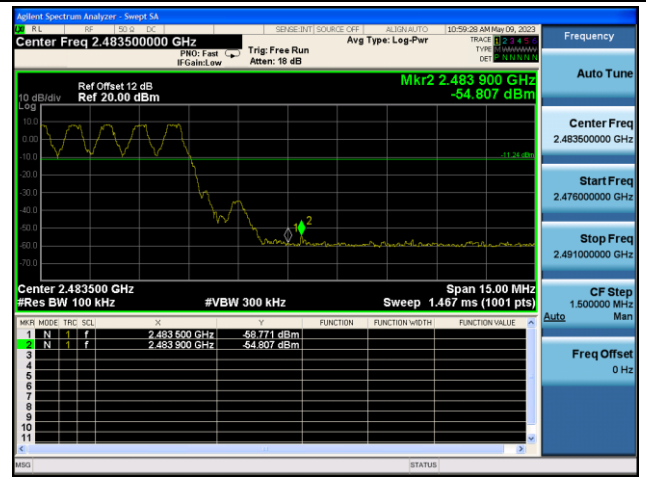 Agilent Spectrum Analyzer - Swept SA
RL RF 50 Ω DC SENSE:INT SOURCE OFF ALIGNAUTO 10:59:28 AM May 09, 2023
Center Freq 2.483500000 GHz
PNO: Fast
IFGain:Low
Trig: Free Run
Atten: 18 dB
Avg Type: Log-Pwr
TRACE 1 2 3 4 5 6
TYPE M
DET P N N N N N
Mkr2 2.483 900 GHz
-54.807 dBm
Ref Offset 12 dB
10 dB/div Ref 20.00 dBm
Log
10.0
0.00
-10.0
-11.24 dBm
-20.0
-30.0
-40.0
-50.0
-60.0
-70.0
1
2
Center 2.483500 GHz Span 15.00 MHz
#Res BW 100 kHz #VBW 300 kHz Sweep 1.467 ms (1001 pts)
MKR MODE TRC SCL X Y FUNCTION FUNCTION WIDTH FUNCTION VALUE
1 N 1 f 2.483 500 GHz -58.771 dBm
2 N 1 f 2.483 900 GHz -54.807 dBm
3
4
5
6
7
8
9
10
11
MSG STATUS
Frequency
Auto Tune
Center Freq
2.483500000 GHz
Start Freq
2.476000000 GHz
Stop Freq
2.491000000 GHz
CF Step
1.500000 MHz
Auto Man
Freq Offset
0 Hz